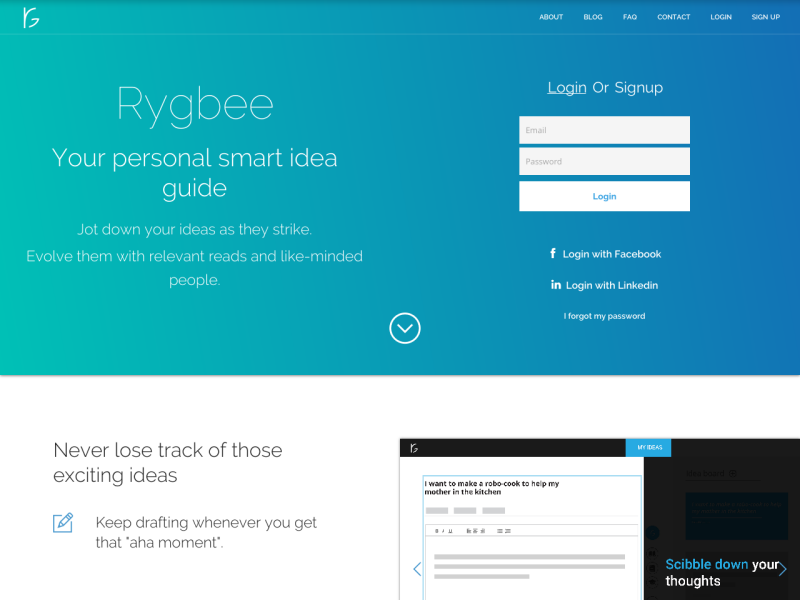 ABOUT BLOG FAQ CONTACT LOGIN SIGN UP
Rygbee
Your personal smart idea
guide
Jot down your ideas as they strike.
Evolve them with relevant reads and like-minded
people.
Login Or Signup
Email
Password
Login
f Login with Facebook
in Login with Linkedin
I forgot my password
Never lose track of those
exciting ideas
Keep drafting whenever you get
that "aha moment".
MY IDEAS
I want to make a robo-cook to help my
mother in the kitchen
B I U
Scibble down your
thoughts